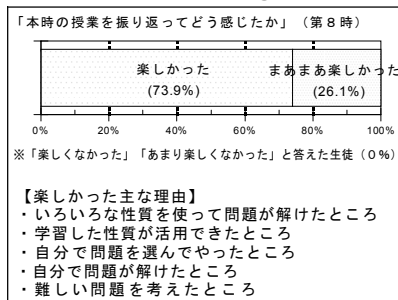 「本時の授業を振り返ってどう感じたか」（第８時）
楽しかった
(73.9%)
まあまあ楽しかった
(26.1%)
0% 20% 40% 60% 80% 100%
※「楽しくなかった」「あまり楽しくなかった」と答えた生徒（０%）
【楽しかった主な理由】
・いろいろな性質を使って問題が解けたところ
・学習した性質が活用できたところ
・自分で問題を選んでやったところ
・自分で問題が解けたところ
・難しい問題を考えたところ